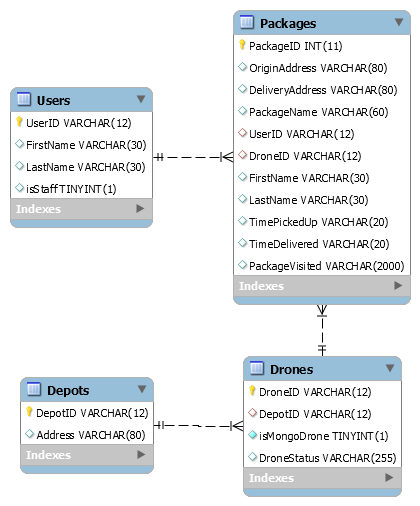 Packages
PackageID INT(11)
OriginAddress VARCHAR(80)
DeliveryAddress VARCHAR(80)
PackageName VARCHAR(60)
UserID VARCHAR(12)
DroneID VARCHAR(12)
FirstName VARCHAR(30)
LastName VARCHAR(30)
TimePickedUp VARCHAR(20)
TimeDelivered VARCHAR(20)
PackageVisited VARCHAR(2000)
Indexes
Users
UserID VARCHAR(12)
FirstName VARCHAR(30)
LastName VARCHAR(30)
isStaff TINYINT(1)
Indexes
Depots
DepotID VARCHAR(12)
Address VARCHAR(80)
Indexes
Drones
DroneID VARCHAR(12)
DepotID VARCHAR(12)
isMongoDrone TINYINT(1)
DroneStatus VARCHAR(255)
Indexes